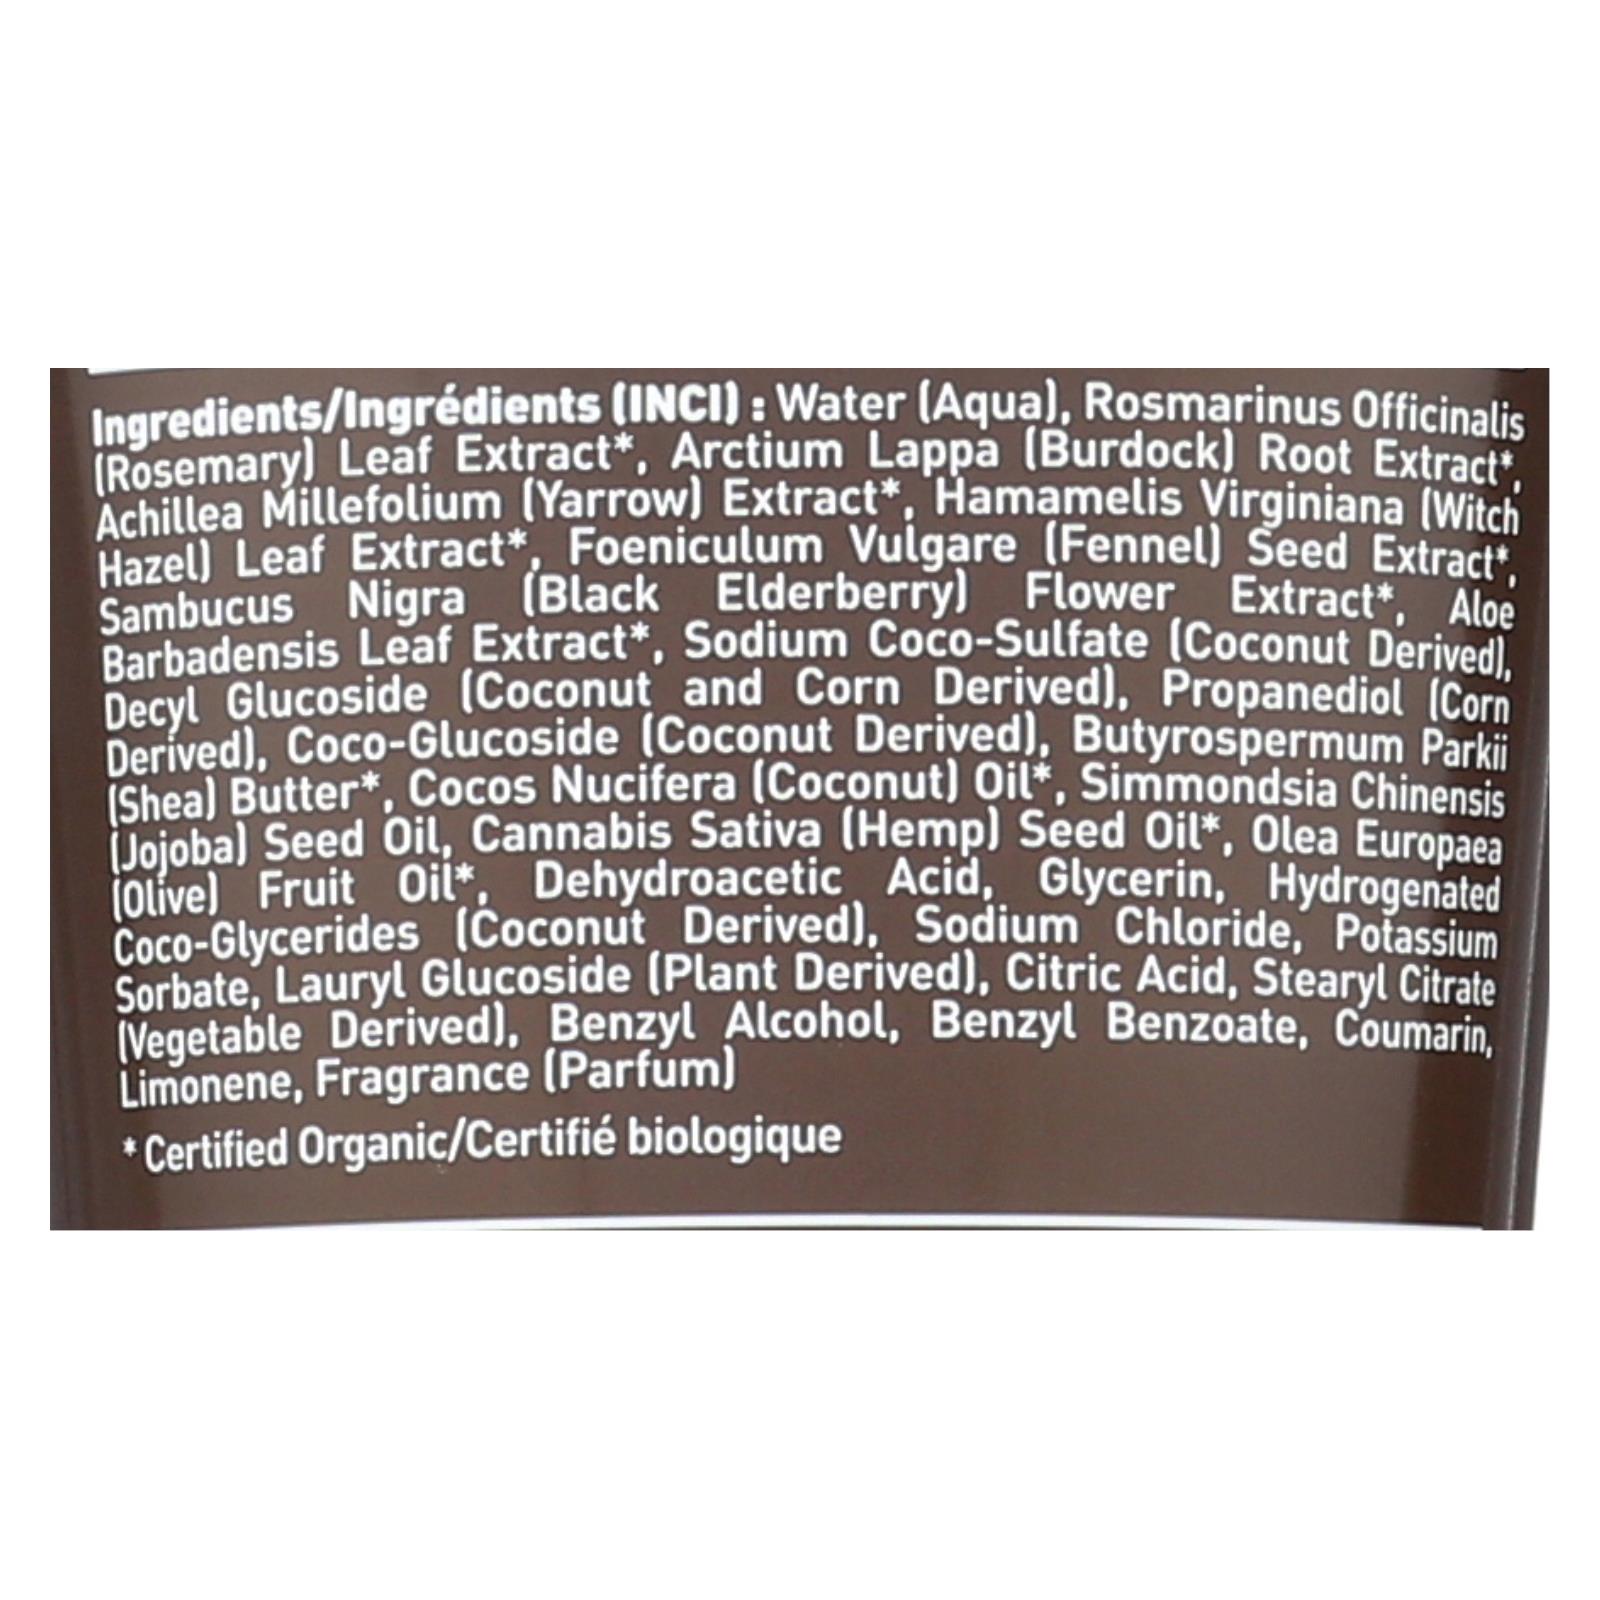 Ingredients/Ingrédients (INCI) : Water (Aqua), Rosmarinus Officinalis
(Rosemary) Leaf Extract*, Arctium Lappa (Burdock) Root Extract*,
Achillea Millefolium (Yarrow) Extract*, Hamamelis Virginiana (Witch
Hazel) Leaf Extract*, Foeniculum Vulgare (Fennel) Seed Extract*,
Sambucus Nigra (Black Elderberry) Flower Extract*, Aloe
Barbadensis Leaf Extract*, Sodium Coco-Sulfate (Coconut Derived),
Decyl Glucoside (Coconut and Corn Derived), Propanediol (Corn
Derived), Coco-Glucoside (Coconut Derived), Butyrospermum Parkii
(Shea) Butter*, Cocos Nucifera (Coconut) Oil*, Simmondsia Chinensis
(Jojoba) Seed Oil, Cannabis Sativa (Hemp) Seed Oil*, Olea Europaea
(Olive) Fruit Oil*, Dehydroacetic Acid, Glycerin, Hydrogenated
Coco-Glycerides (Coconut Derived), Sodium Chloride, Potassium
Sorbate, Lauryl Glucoside (Plant Derived), Citric Acid, Stearyl Citrate
(Vegetable Derived), Benzyl Alcohol, Benzyl Benzoate, Coumarin,
Limonene, Fragrance (Parfum)
* Certified Organic/Certifié biologique